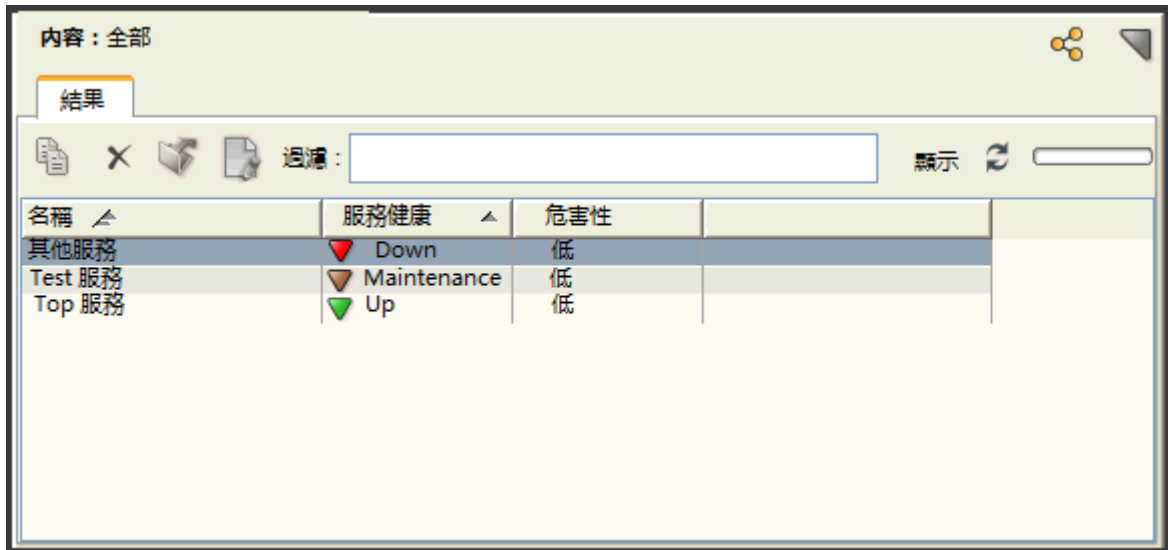 內容：全部
結果
過濾： 顯示
名稱 服務健康 危害性
其他服務 Down 低
Test 服務 Maintenance 低
Top 服務 Up 低